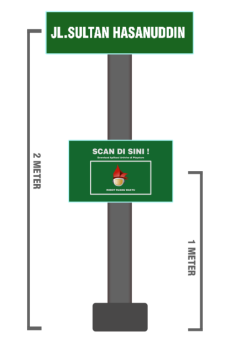 JL.SULTAN HASANUDDIN
SCAN DI SINI !
2 METER
1 METER